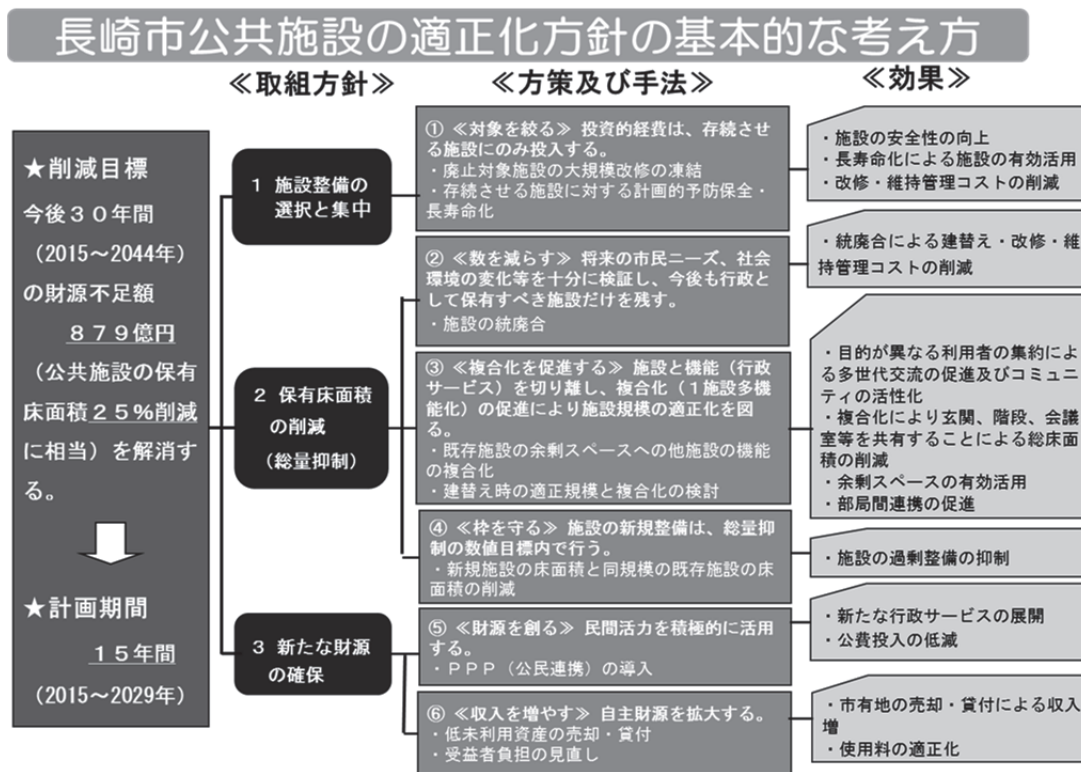 長崎市公共施設の適正化方針の基本的な考え方
≪取組方針≫
≪方策及び手法≫
≪効果≫
★削減目標
今後３０年間
（2015～2044年）
の財源不足額
８７９億円
（公共施設の保有
床面積２５％削減
に相当）を解消す
る。
★計画期間
１５年間
（2015～2029年）
1 施設整備の
選択と集中
2 保有床面積
の削減
（総量抑制）
3 新たな財源
の確保
① ≪対象を絞る≫ 投資的経費は、存続させ
る施設にのみ投入する。
・廃止対象施設の大規模改修の凍結
・存続させる施設に対する計画的予防保全・
長寿命化
② ≪数を減らす≫ 将来の市民ニーズ、社会
環境の変化等を十分に検証し、今後も行政と
して保有すべき施設だけを残す。
・施設の統廃合
③ ≪複合化を促進する≫ 施設と機能（行政
サービス）を切り離し、複合化（１施設多機
能化）の促進により施設規模の適正化を図
る。
・既存施設の余剰スペースへの他施設の機能
の複合化
・建替え時の適正規模と複合化の検討
④ ≪枠を守る≫ 施設の新規整備は、総量抑
制の数値目標内で行う。
・新規施設の床面積と同規模の既存施設の床
面積の削減
⑤ ≪財源を創る≫ 民間活力を積極的に活用
する。
・ＰＰＰ（公民連携）の導入
⑥ ≪収入を増やす≫ 自主財源を拡大する。
・低未利用資産の売却・貸付
・受益者負担の見直し
・施設の安全性の向上
・長寿命化による施設の有効活用
・改修・維持管理コストの削減
・統廃合による建替え・改修・維
持管理コストの削減
・目的が異なる利用者の集約によ
る多世代交流の促進及びコミュニ
ティの活性化
・複合化により玄関、階段、会議
室等を共有することによる総床面
積の削減
・余剰スペースの有効活用
・部局間連携の促進
・施設の過剰整備の抑制
・新たな行政サービスの展開
・公費投入の低減
・市有地の売却・貸付による収入
増
・使用料の適正化